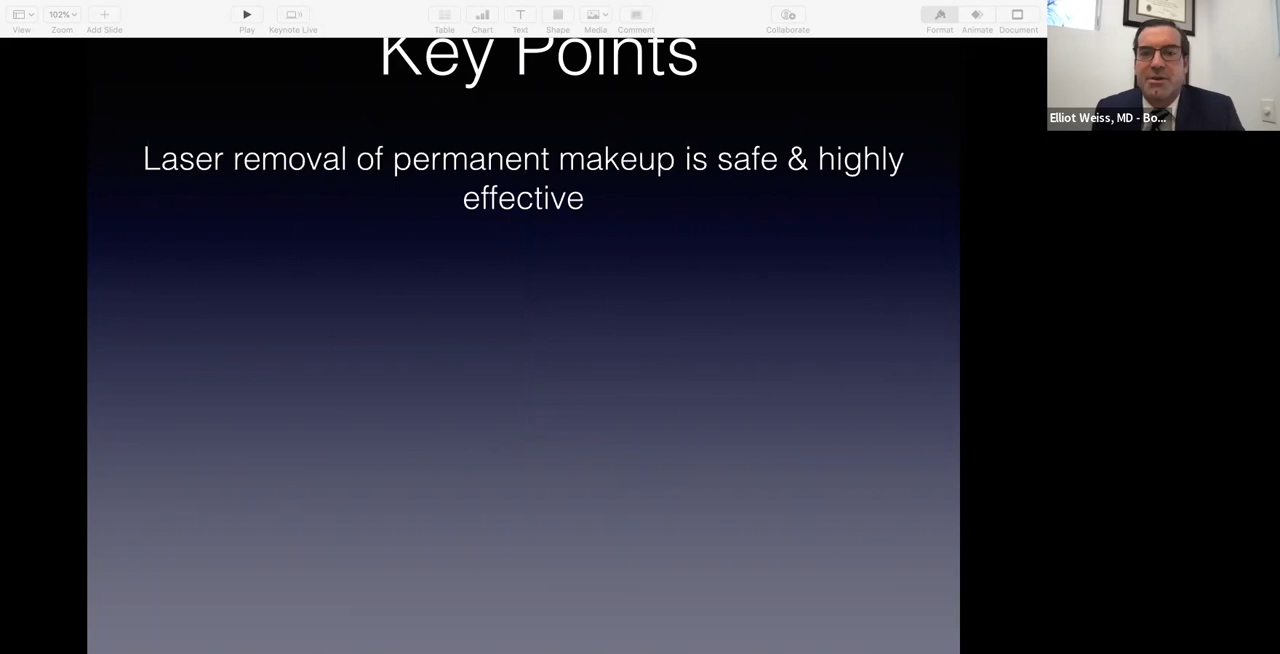 102%
View
Zoom
Add Slide
Play
Keynote Live
Table
Chart
Text
Shape
Media
Comment
Collaborate
Format
Animate
Document
Key Points
Laser removal of permanent makeup is safe & highly
effective
Elliot Weiss, MD - Bo...